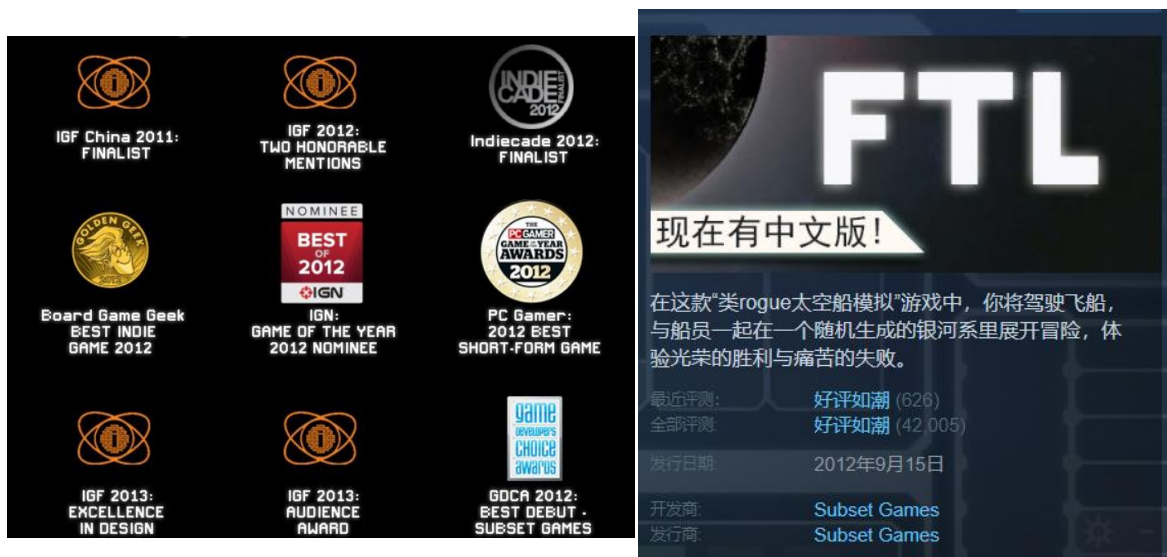 IGF China 2011:
FINALIST
IGF 2012:
TWO HONORABLE
MENTIONS
INDIE
CADE
FINALIST
2012
Indiecade 2012:
FINALIST
GOLDEN GEEK
2012
Board Game Geek
BEST INDIE
GAME 2012
NOMINEE
BEST
OF
2012
IGN
IGN:
GAME OF THE YEAR
2012 NOMINEE
THE
PC GAMER
GAME OF THE YEAR
AWARDS
2012
PC Gamer:
2012 BEST
SHORT-FORM GAME
IGF 2013:
EXCELLENCE
IN DESIGN
IGF 2013:
AUDIENCE
AWARD
game
DEVELOPERS
CHOICE
awards
GDCA 2012:
BEST DEBUT -
SUBSET GAMES
FTL
现在有中文版!
在这款“类rogue太空船模拟”游戏中，你将驾驶飞船，
与船员一起在一个随机生成的银河系里展开冒险，体
验光荣的胜利与痛苦的失败。
最近评测: 好评如潮 (626)
全部评测: 好评如潮 (42,005)
发行日期: 2012年9月15日
开发商: Subset Games
发行商: Subset Games